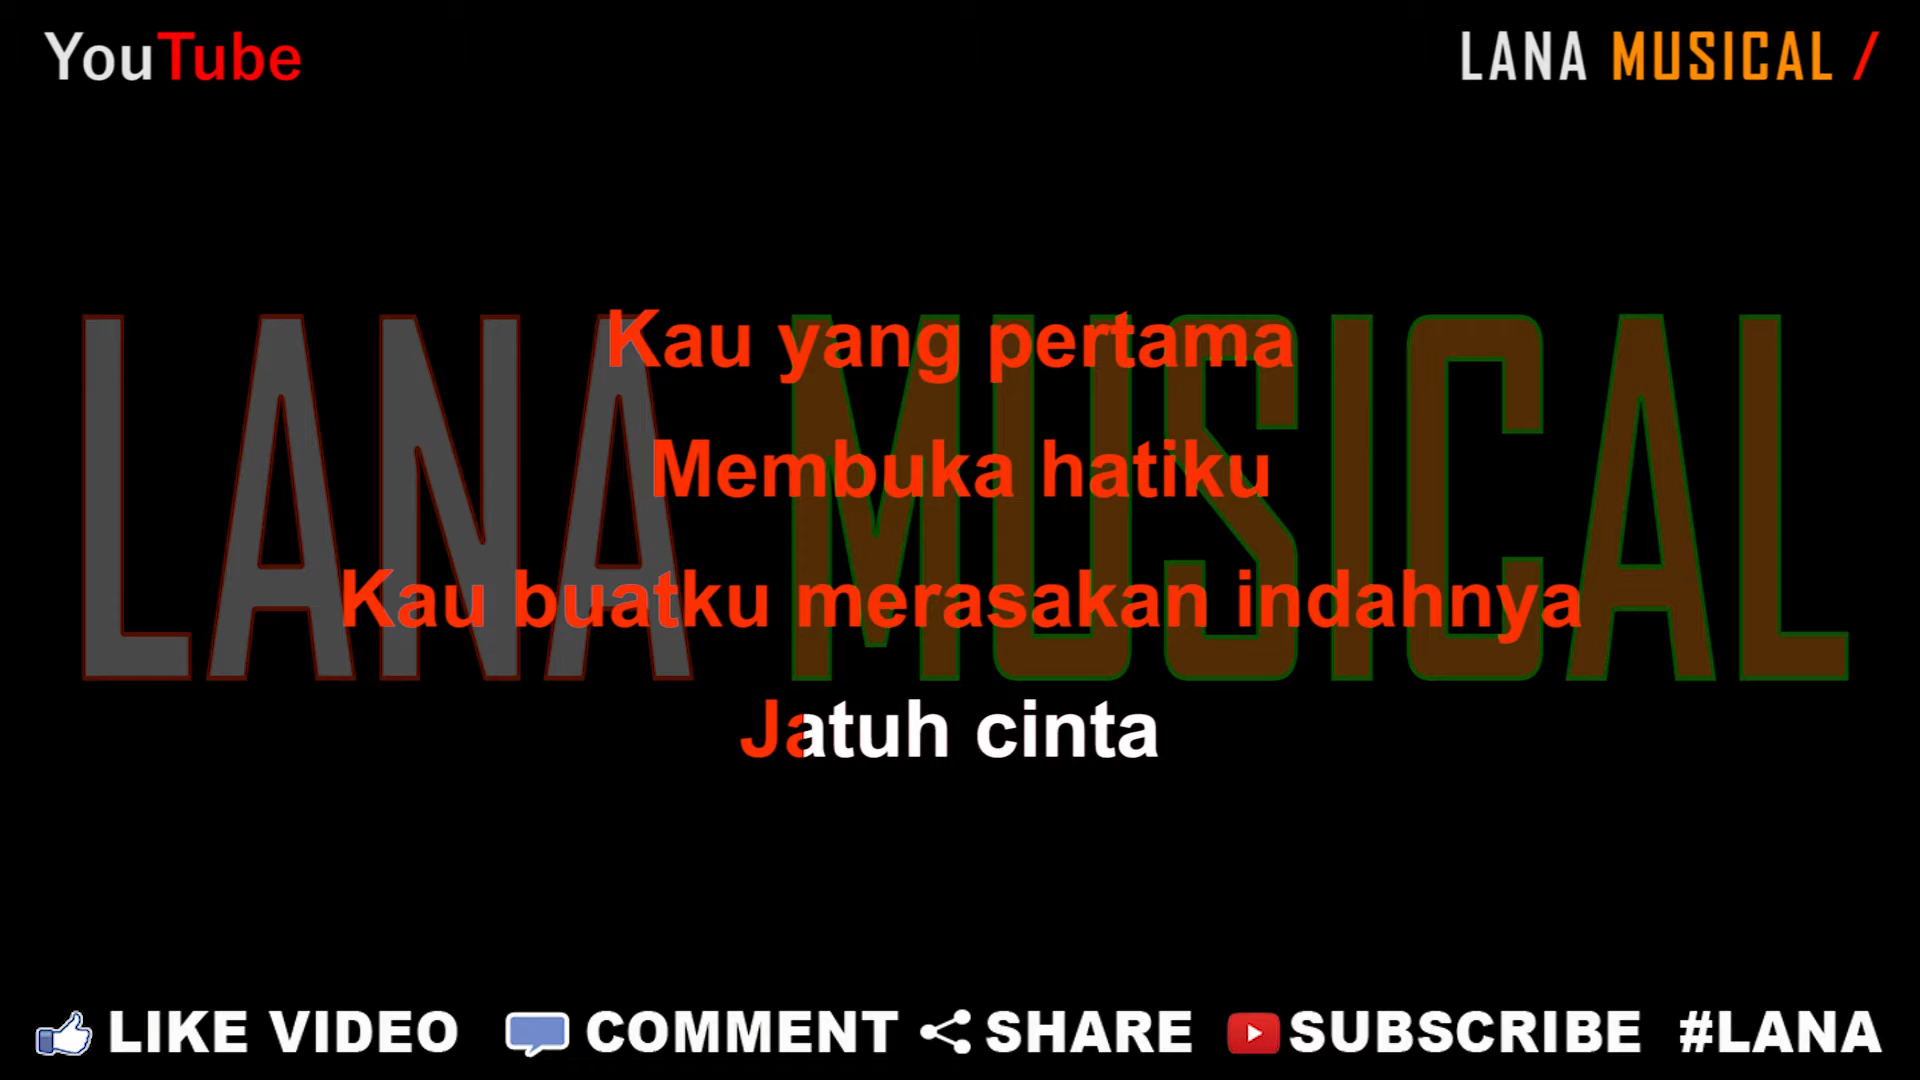 YouTube
LANA MUSICAL /
LANA MUSICAL
Kau yang pertama
Membuka hatiku
Kau buatku merasakan indahnya
Jatuh cinta
LIKE VIDEO COMMENT SHARE SUBSCRIBE #LANA